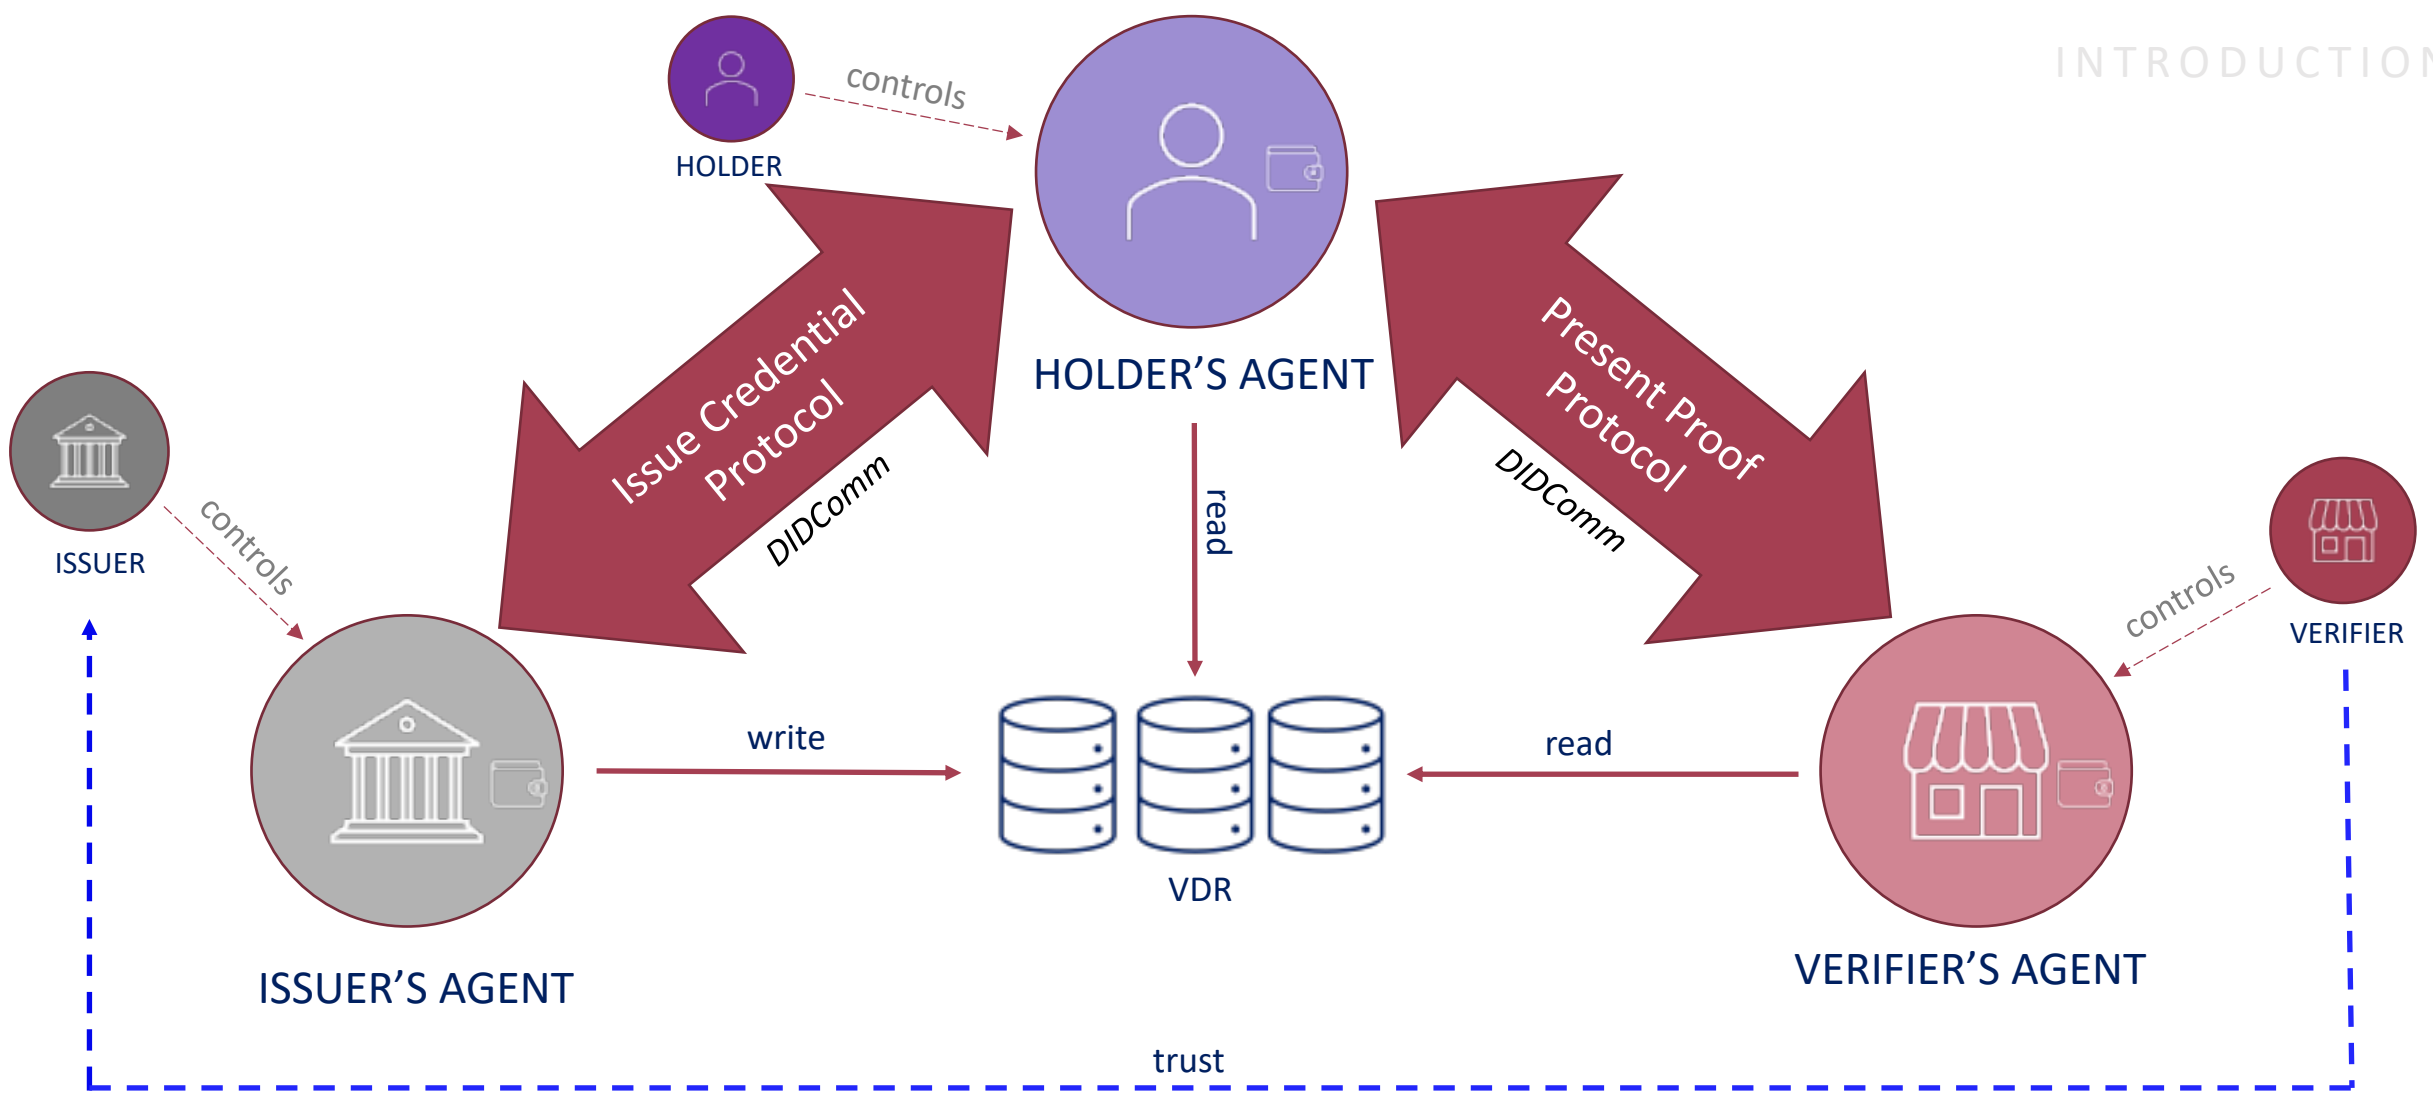 INTRODUCTION
controls
HOLDER
HOLDER'S AGENT
Issue Credential
Protocol
DIDComm
Present Proof
Protocol
DIDComm
read
ISSUER
controls
controls
VERIFIER
write
read
VDR
ISSUER'S AGENT
VERIFIER'S AGENT
trust